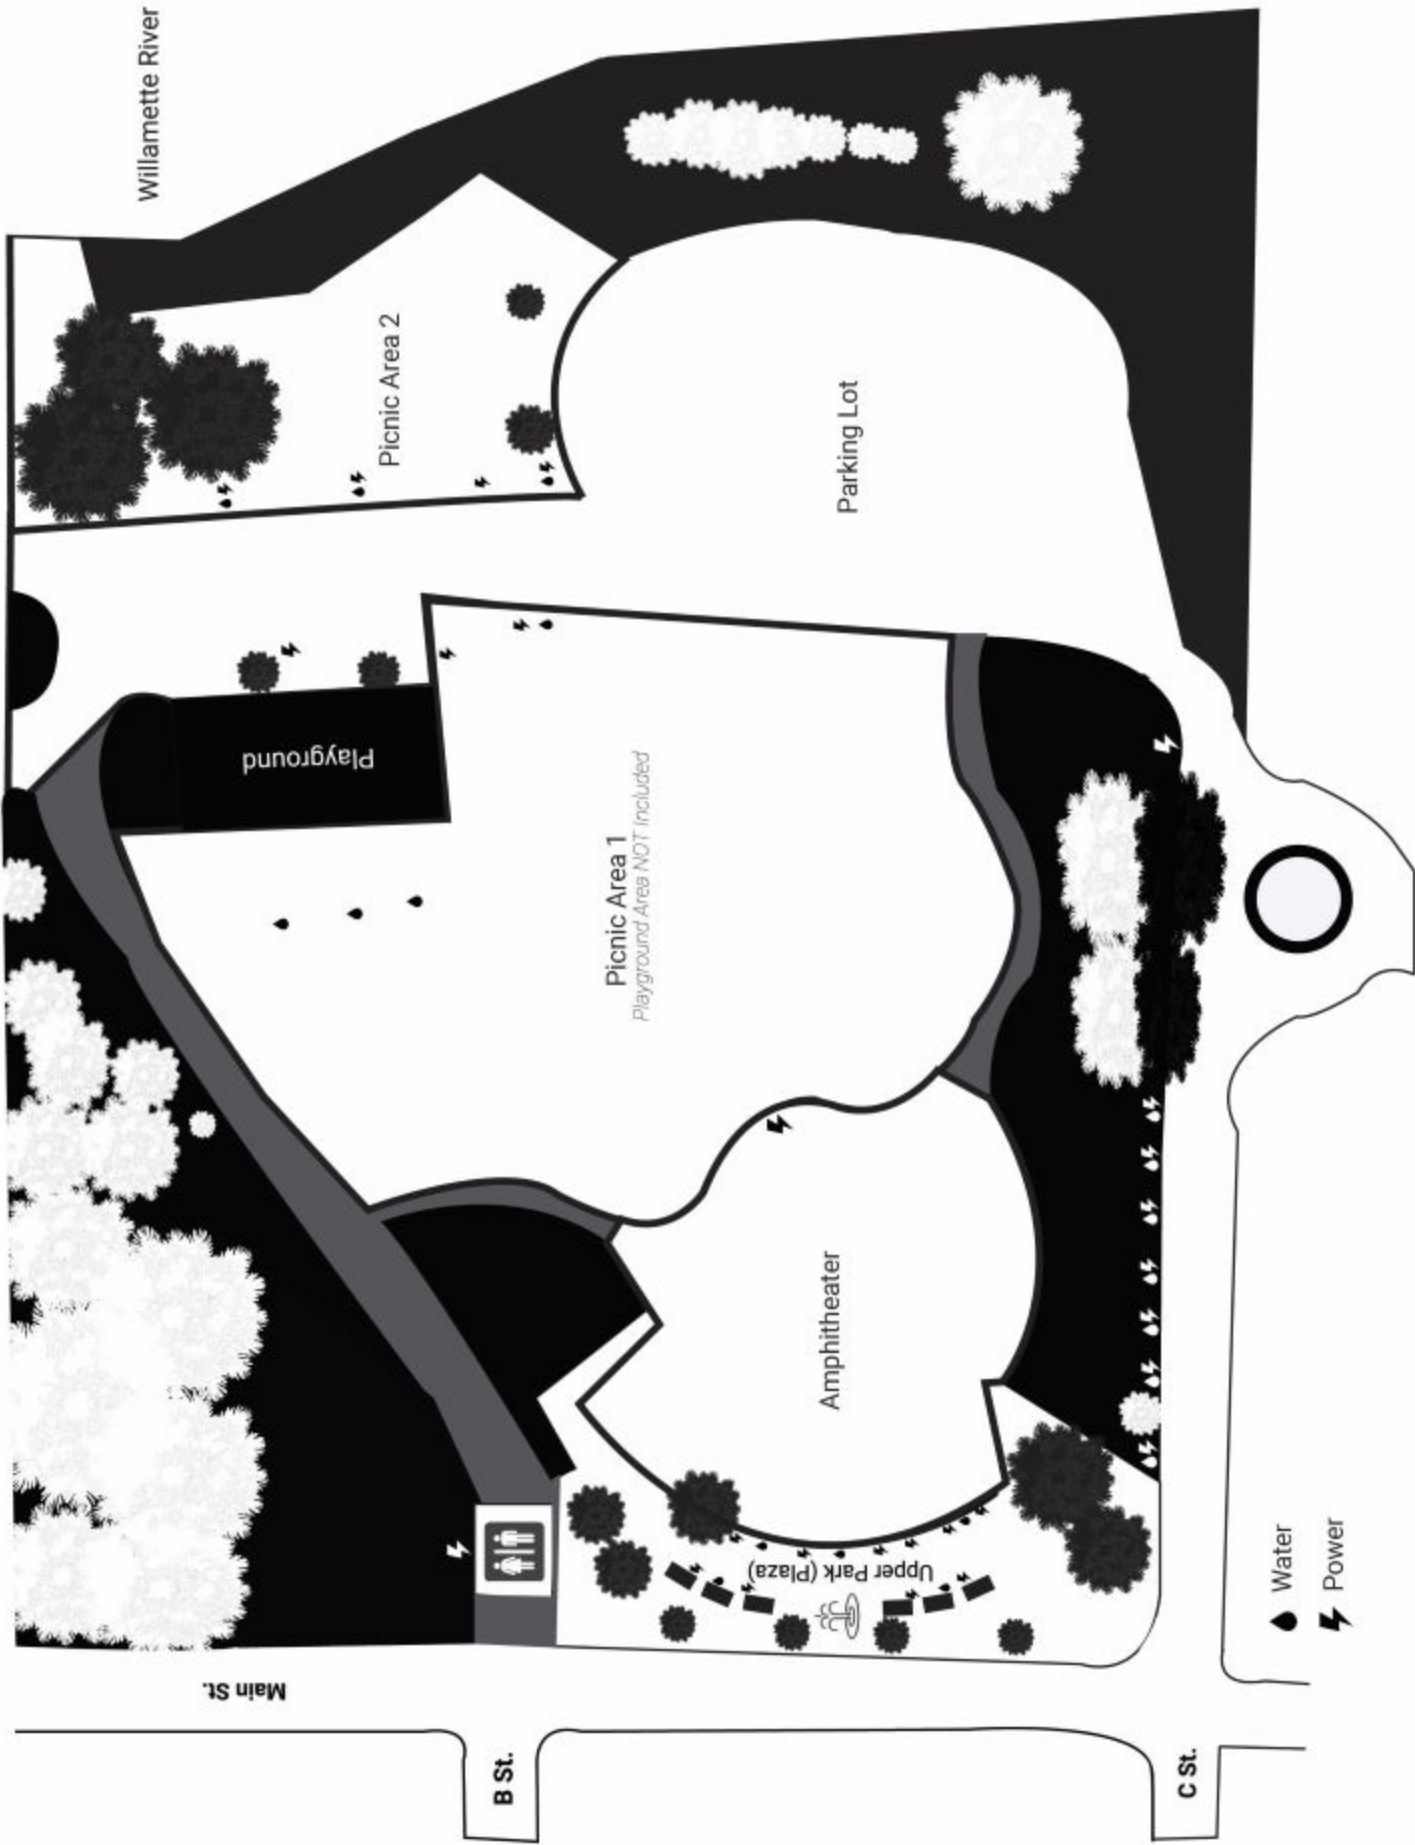 Willamette River
Picnic Area 2
Parking Lot
Playground
Picnic Area 1
Playground Area NOT Included
Amphitheater
Upper Park (Plaza)
Main St.
B St.
C St.
Water
Power